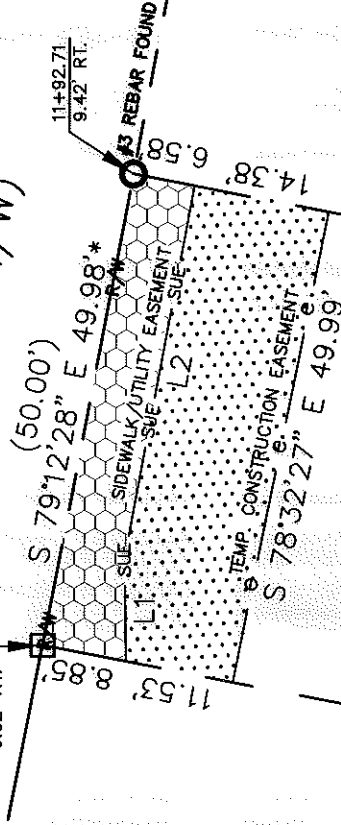 11+92.71
9.42' RT.
#3 REBAR FOUND
(50.00')
S 79°12'28" E 49.98'*
R/W
R/W
6.58'
14.38'
8.85'
11.53'
SUE SIDEWALK/UTILITY EASEMENT
SUE SUE
L1
L2
e TEMP. CONSTRUCTION EASEMENT e
e
S 78°32'27" E 49.99'